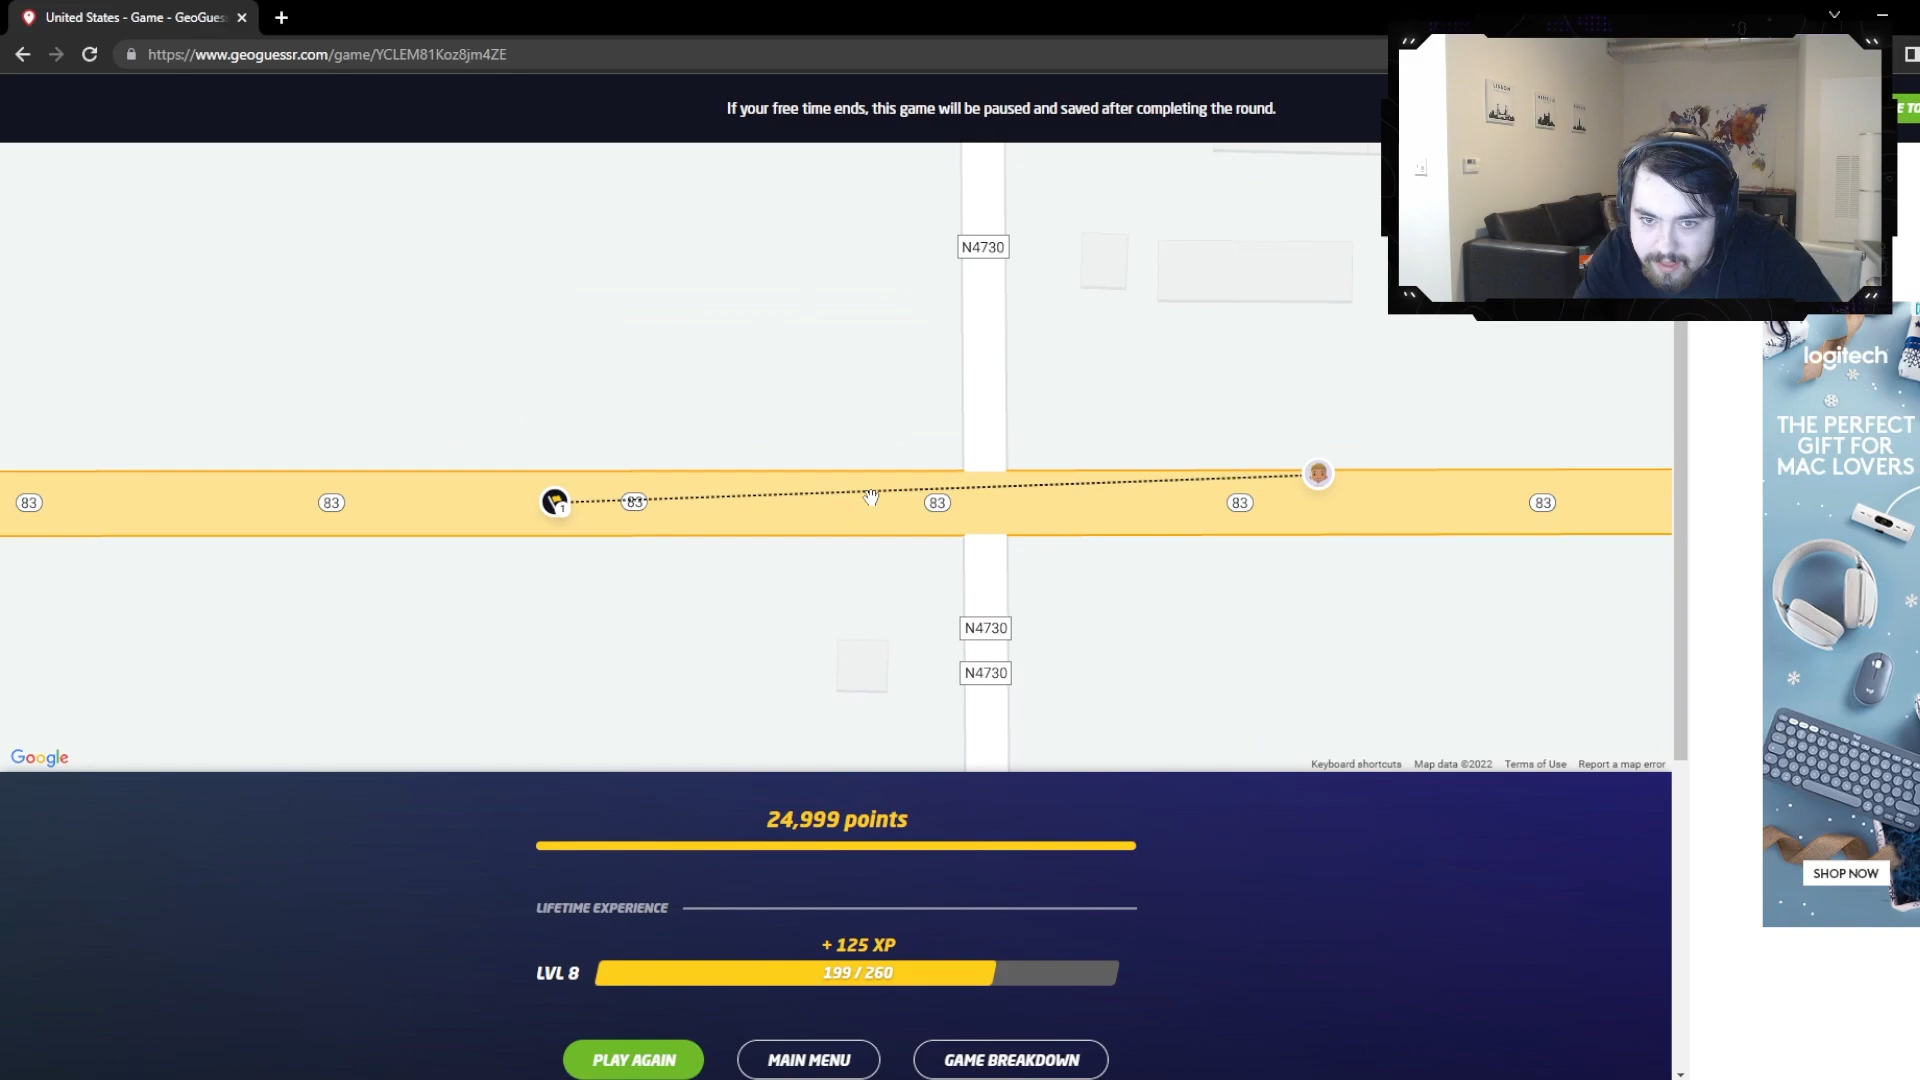 United States - Game - GeoGues
https://www.geoguessr.com/game/YCLEM81Koz8jm4ZE
If your free time ends, this game will be paused and saved after completing the round.
E TO
LISBON
N4730
83
83
1
83
83
83
83
N4730
N4730
Google
Keyboard shortcuts
Map data ©2022
Terms of Use
Report a map error
24,999 points
LIFETIME EXPERIENCE
+ 125 XP
LVL 8
199 / 260
PLAY AGAIN
MAIN MENU
GAME BREAKDOWN
logitech
THE PERFECT
GIFT FOR
MAC LOVERS
SHOP NOW